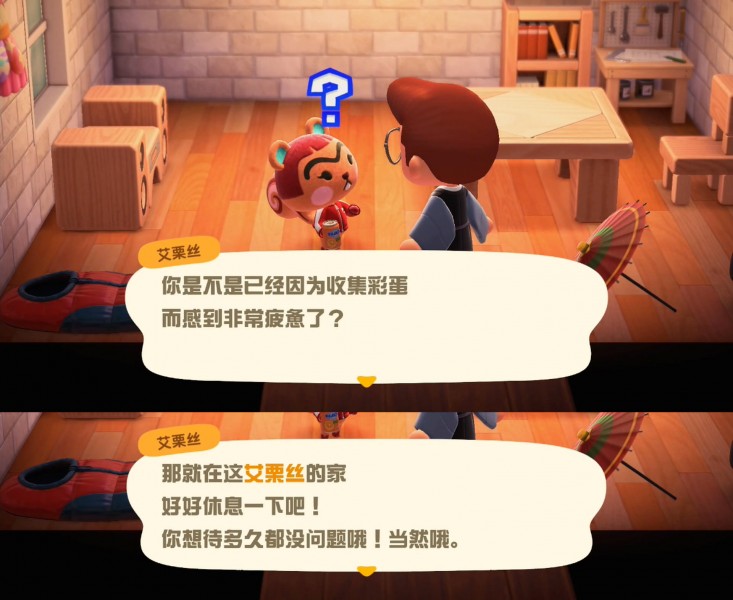 艾栗丝
你是不是已经因为收集彩蛋
而感到非常疲惫了？
艾栗丝
那就在这艾栗丝的家
好好休息一下吧！
你想待多久都没问题哦！当然哦。